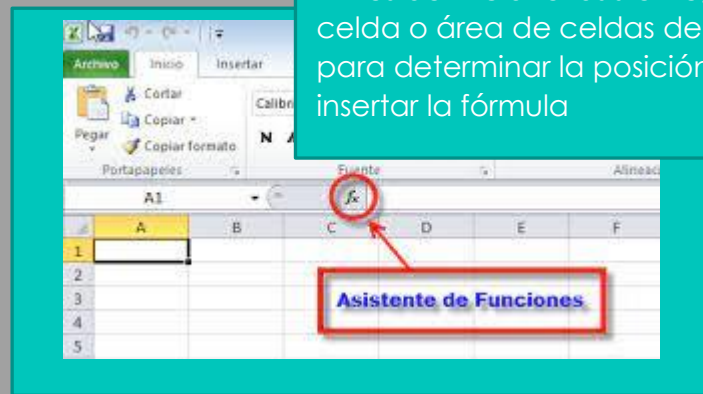 celda o área de celdas de
para determinar la posición
insertar la fórmula
Archivo Inicio Insertar
Cortar
Copiar
Copiar formato
Pegar
Portapapeles
Calibri
N
Fuente
Alineac
A1
fx
A B C D E F
1
2
3
4
5
Asistente de Funciones